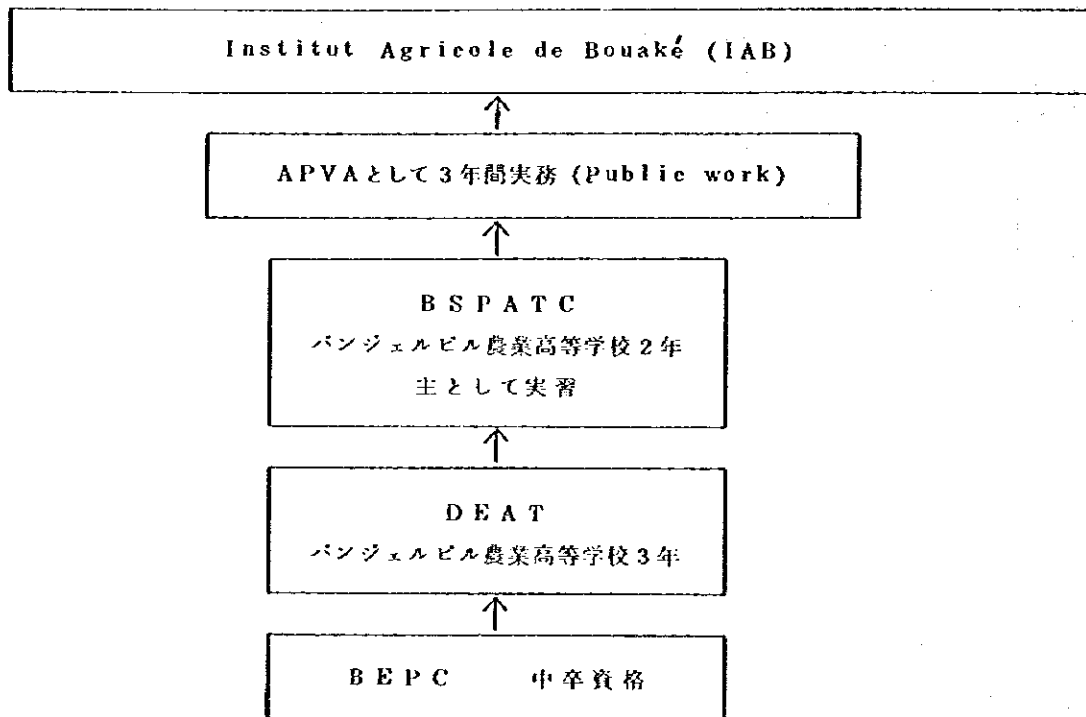 Institut Agricole de Bouaké (IAB)
APVAとして3年間実務 (Public work)
BSPATC
バンジェルビル農業高等学校2年
主として実習
DEAT
バンジェルビル農業高等学校3年
BEPC 中卒資格